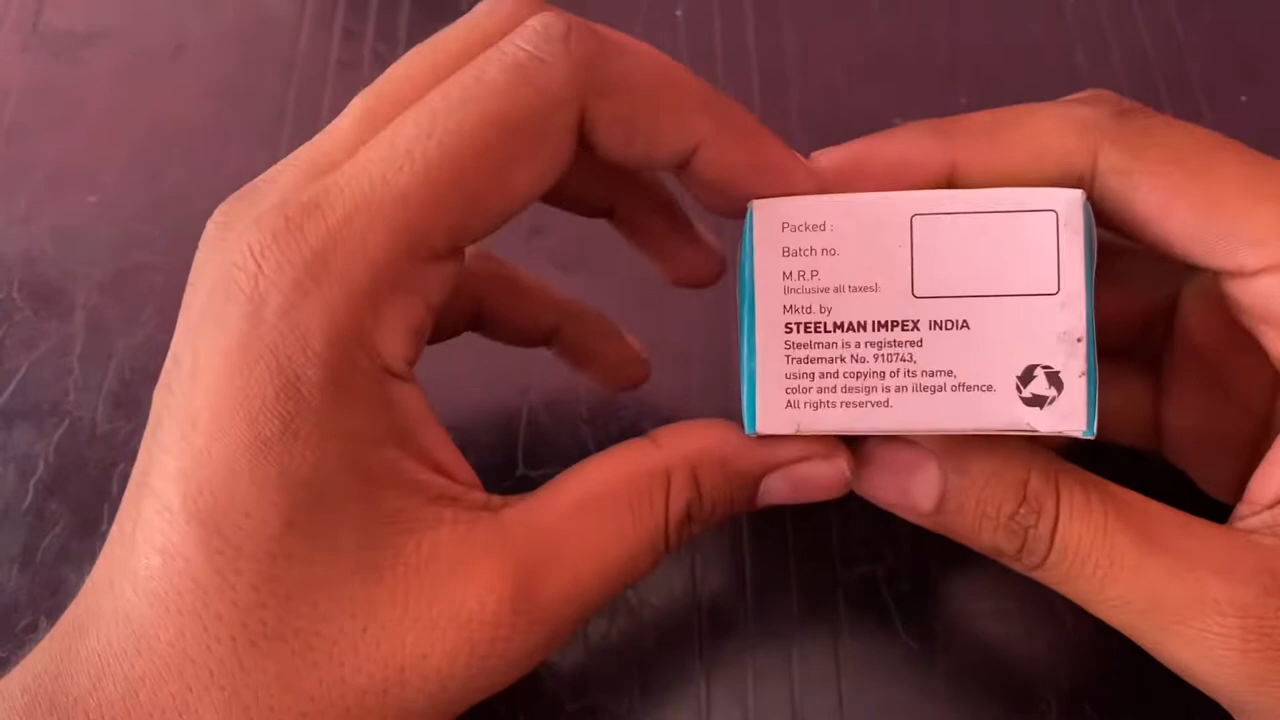 Packed :
Batch no.
M.R.P.
(Inclusive all taxes):
Mktd. by
STEELMAN IMPEX INDIA
Steelman is a registered
Trademark No. 910743,
using and copying of its name,
color and design is an illegal offence.
All rights reserved.